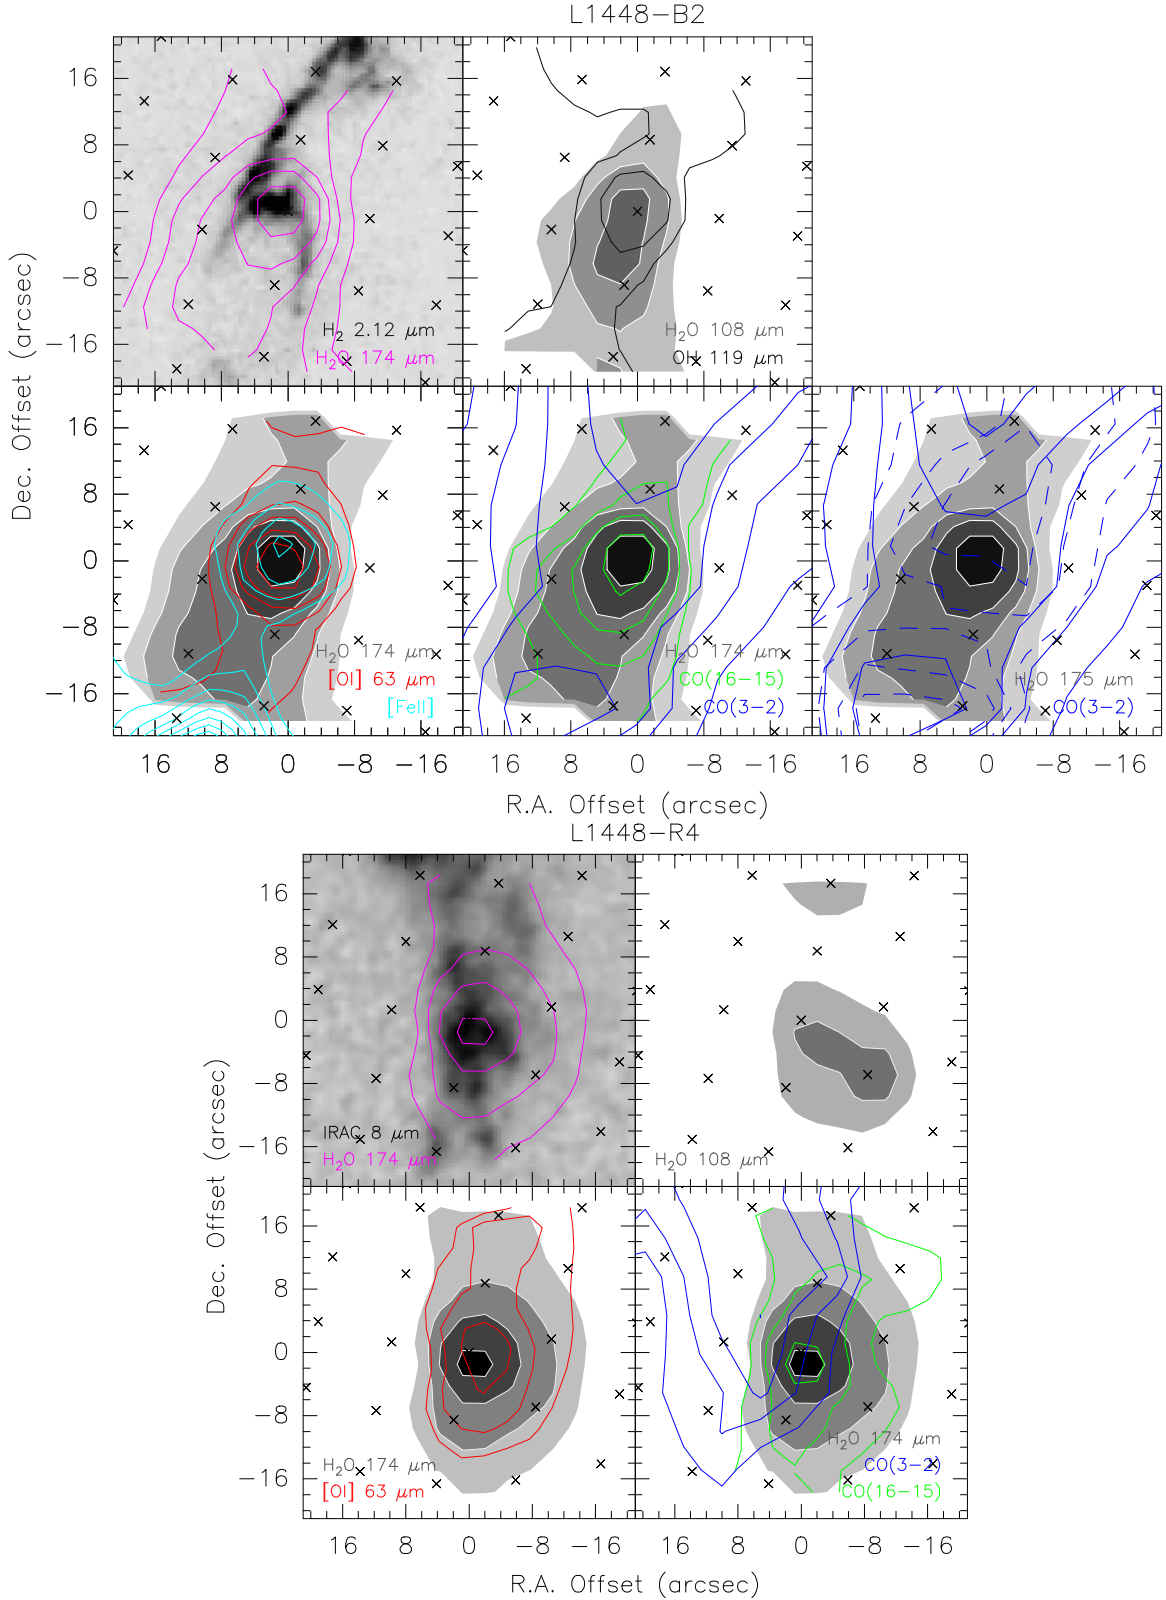 L1448-B2
16
8
0
-8
-16
H2 2.12 μm
H2O 174 μm
H2O 108 μm
OH 119 μm
Dec. Offset (arcsec)
16
8
0
-8
-16
H2O 174 μm
[OI] 63 μm
[FeII]
H2O 174 μm
CO(16-15)
CO(3-2)
H2O 175 μm
CO(3-2)
16 8 0 -8 -16
16 8 0 -8 -16
16 8 0 -8 -16
R.A. Offset (arcsec)
L1448-R4
16
8
0
-8
-16
IRAC 8 μm
H2O 174 μm
H2O 108 μm
Dec. Offset (arcsec)
16
8
0
-8
-16
H2O 174 μm
[OI] 63 μm
H2O 174 μm
CO(3-2)
CO(16-15)
16 8 0 -8 -16
16 8 0 -8 -16
R.A. Offset (arcsec)